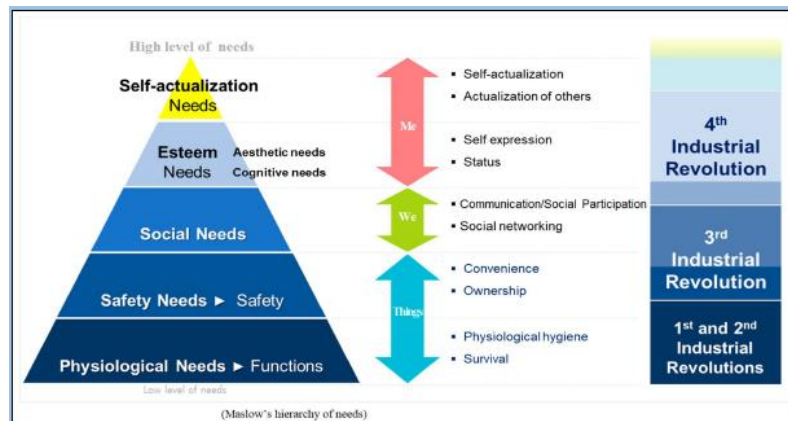 High level of needs
Self-actualization
Needs
Esteem
Needs
Aesthetic needs
Cognitive needs
Social Needs
Safety Needs ► Safety
Physiological Needs ► Functions
Low level of needs
(Maslow's hierarchy of needs)
Me
We
Things
▪ Self-actualization
▪ Actualization of others
▪ Self expression
▪ Status
▪ Communication/Social Participation
▪ Social networking
▪ Convenience
▪ Ownership
▪ Physiological hygiene
▪ Survival
4th
Industrial
Revolution
3rd
Industrial
Revolution
1st and 2nd
Industrial
Revolutions